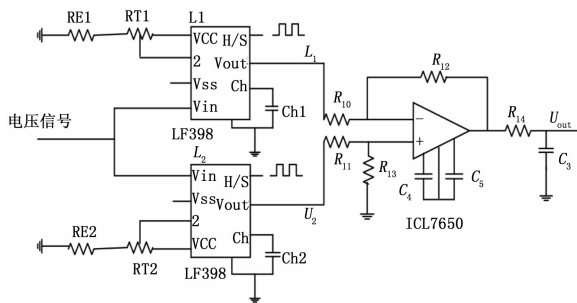 RE1
RT1
L1
VCC
H/S
2
Vout
L₁
Vss
Ch
Vin
Ch1
LF398
电压信号
R₁₀
R₁₂
R₁₁
R₁₃
R₁₄
U_out
C₃
C₄
C₅
ICL7650
L₂
Vin
H/S
Vss
Vout
U₂
2
Ch
VCC
Ch2
RE2
RT2
LF398
−
+